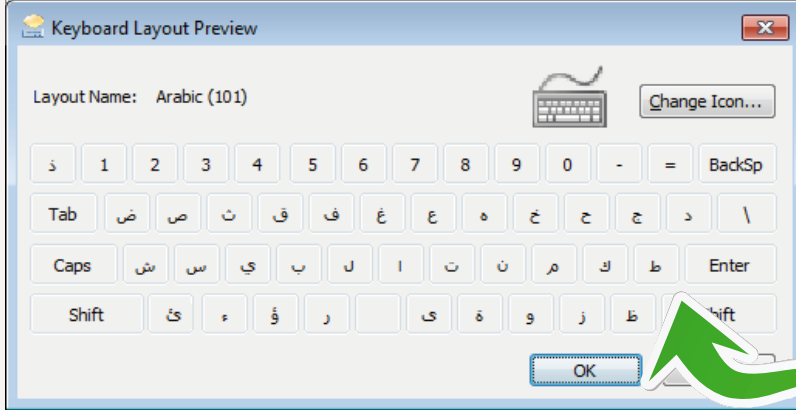 Keyboard Layout Preview
Layout Name: Arabic (101)
Change Icon...
ذ 1 2 3 4 5 6 7 8 9 0 - = BackSp
Tab ض ص ث ق ف غ ع ه خ ح ج د \
Caps ش س ي ب ل ا ت ن م ك ط Enter
Shift ئ ء ؤ ر ى ة و ز ظ
OK